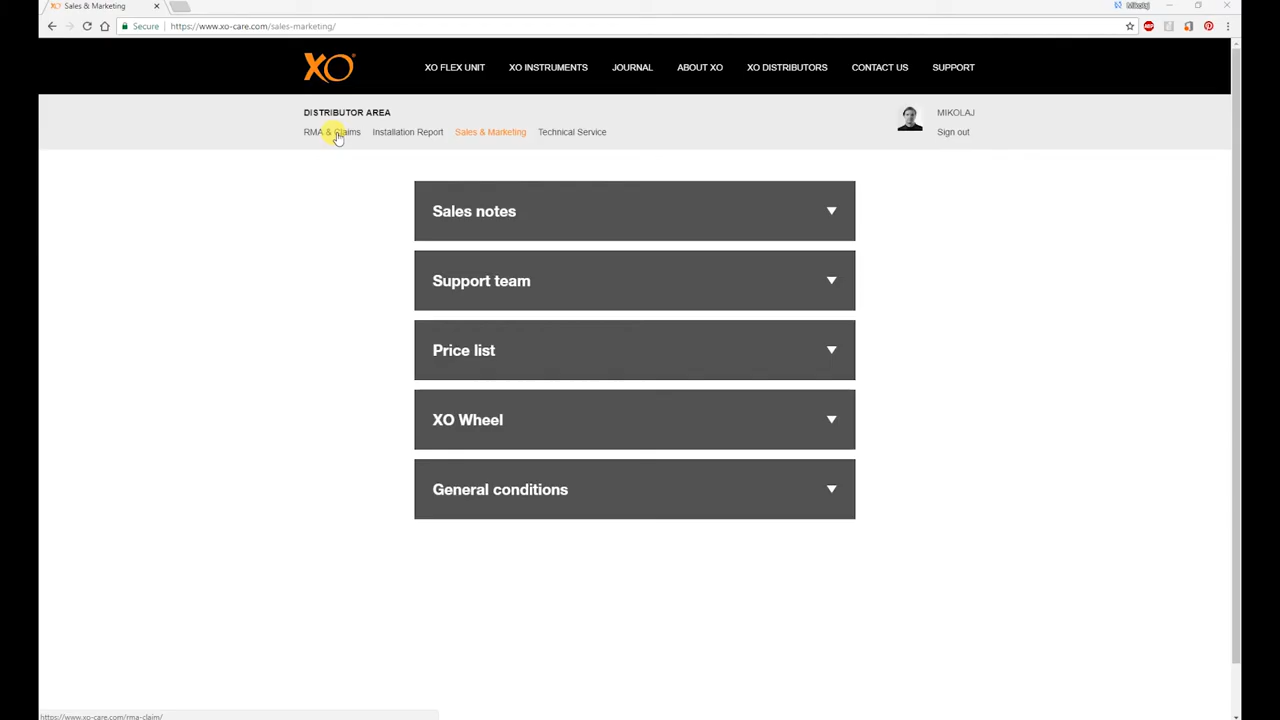 Sales & Marketing
Mikolaj
Secure
https://www.xo-care.com/sales-marketing/
XO
XO FLEX UNIT
XO INSTRUMENTS
JOURNAL
ABOUT XO
XO DISTRIBUTORS
CONTACT US
SUPPORT
DISTRIBUTOR AREA
MIKOLAJ
RMA & Claims
Installation Report
Sales & Marketing
Technical Service
Sign out
Sales notes
Support team
Price list
XO Wheel
General conditions
https://www.xo-care.com/rma-claim/